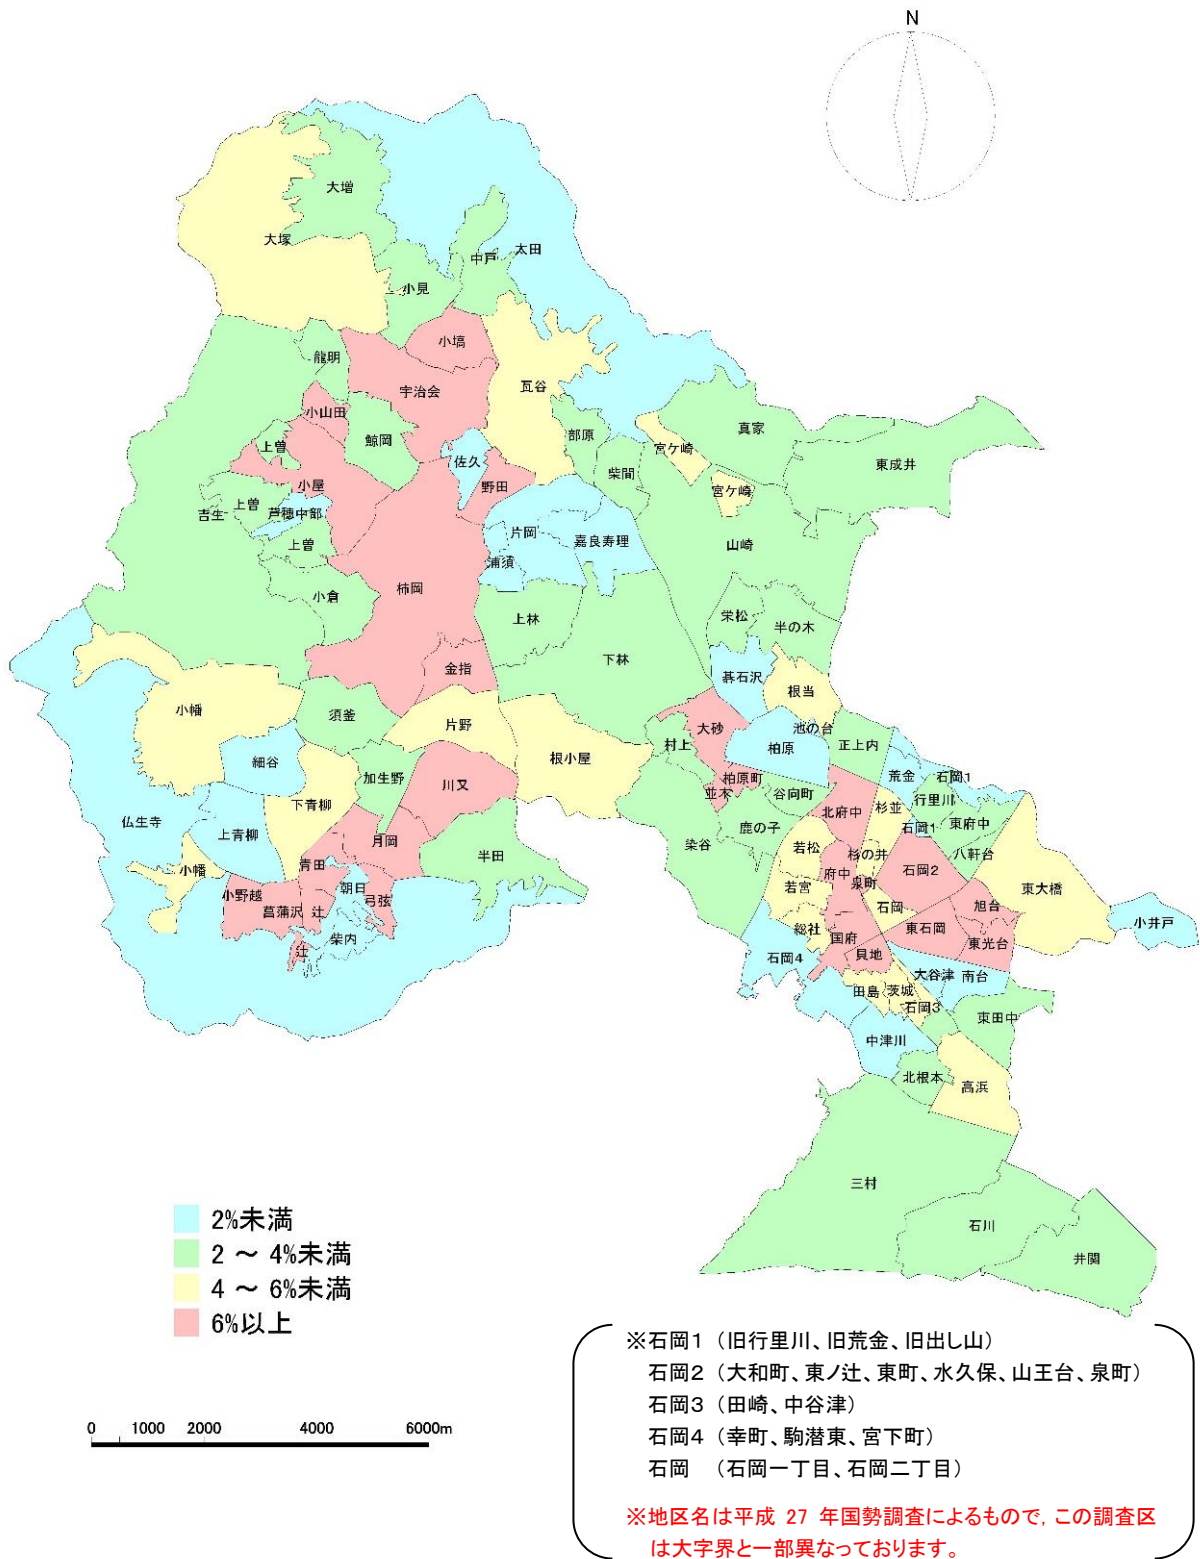 N
大増
大塚
太田
中戸
小見
小塙
龍明
宇治会
瓦谷
小山田
真家
鯨岡
部原
宮ケ崎
上曽
佐久
東成井
柴間
小屋
野田
宮ケ崎
上曽
吉生
芦穂中部
片岡
嘉良寿理
上曽
山崎
浦須
柿岡
小倉
上林
栄松
半の木
下林
金指
碁石沢
根当
小幡
須釜
片野
大砂
池の台
村上
柏原
正上内
細谷
根小屋
加生野
柏原町
荒金
石岡1
川又
並木
谷向町
下青柳
行里川
北府中
杉並
仏生寺
鹿の子
東府中
石岡1
上青柳
月岡
染谷
若松
半田
杉の井
八軒台
青田
小幡
石岡2
府中
朝日
泉町
若宮
東大橋
小野越
弓弦
石岡
旭台
菖蒲沢
辻
小井戸
総社
東石岡
柴内
国府
東光台
辻
貝地
石岡4
大谷津
南台
田島
茨城
石岡3
東田中
中津川
北根本
高浜
三村
石川
井関
2%未満
2 ～ 4%未満
4 ～ 6%未満
6%以上
0 1000 2000 4000 6000m
※石岡1 （旧行里川、旧荒金、旧出し山）
石岡2 （大和町、東ノ辻、東町、水久保、山王台、泉町）
石岡3 （田崎、中谷津）
石岡4 （幸町、駒潜東、宮下町）
石岡 （石岡一丁目、石岡二丁目）
※地区名は平成 27 年国勢調査によるもので, この調査区
は大字界と一部異なっております。